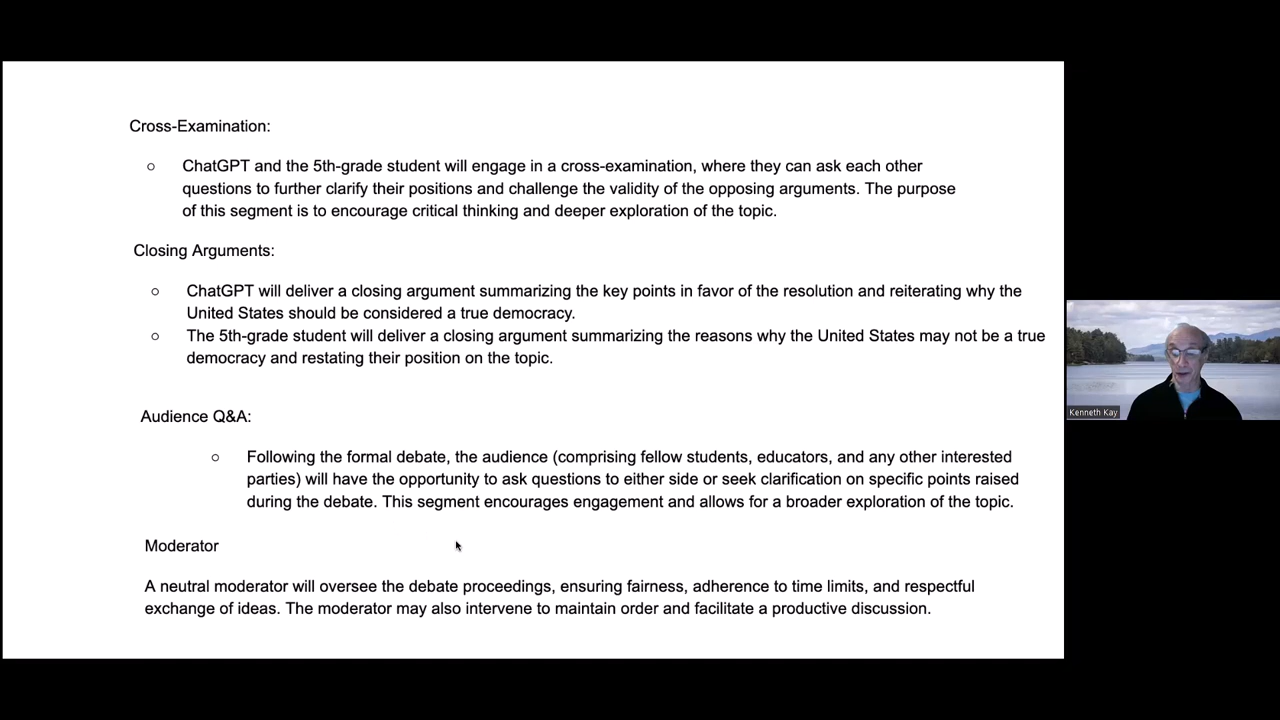 Cross-Examination:
○ ChatGPT and the 5th-grade student will engage in a cross-examination, where they can ask each other
questions to further clarify their positions and challenge the validity of the opposing arguments. The purpose
of this segment is to encourage critical thinking and deeper exploration of the topic.
Closing Arguments:
○ ChatGPT will deliver a closing argument summarizing the key points in favor of the resolution and reiterating why the
United States should be considered a true democracy.
○ The 5th-grade student will deliver a closing argument summarizing the reasons why the United States may not be a true
democracy and restating their position on the topic.
Audience Q&A:
○ Following the formal debate, the audience (comprising fellow students, educators, and any other interested
parties) will have the opportunity to ask questions to either side or seek clarification on specific points raised
during the debate. This segment encourages engagement and allows for a broader exploration of the topic.
Moderator
A neutral moderator will oversee the debate proceedings, ensuring fairness, adherence to time limits, and respectful
exchange of ideas. The moderator may also intervene to maintain order and facilitate a productive discussion.
Kenneth Kay